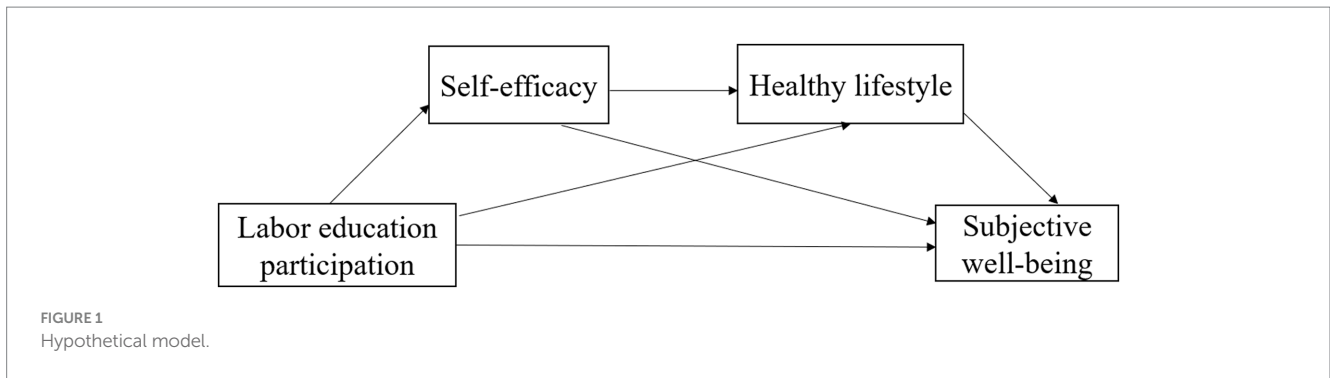 Self-efficacy
Healthy lifestyle
Labor education
participation
Subjective
well-being
FIGURE 1
Hypothetical model.